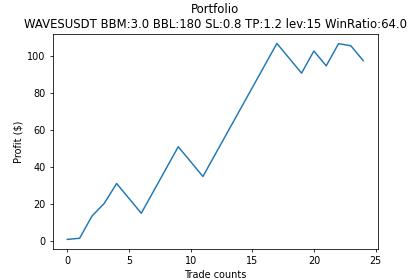 Portfolio
WAVESUSDT BBM:3.0 BBL:180 SL:0.8 TP:1.2 lev:15 WinRatio:64.0
100
80
60
40
20
0
Profit ($)
0 5 10 15 20 25
Trade counts